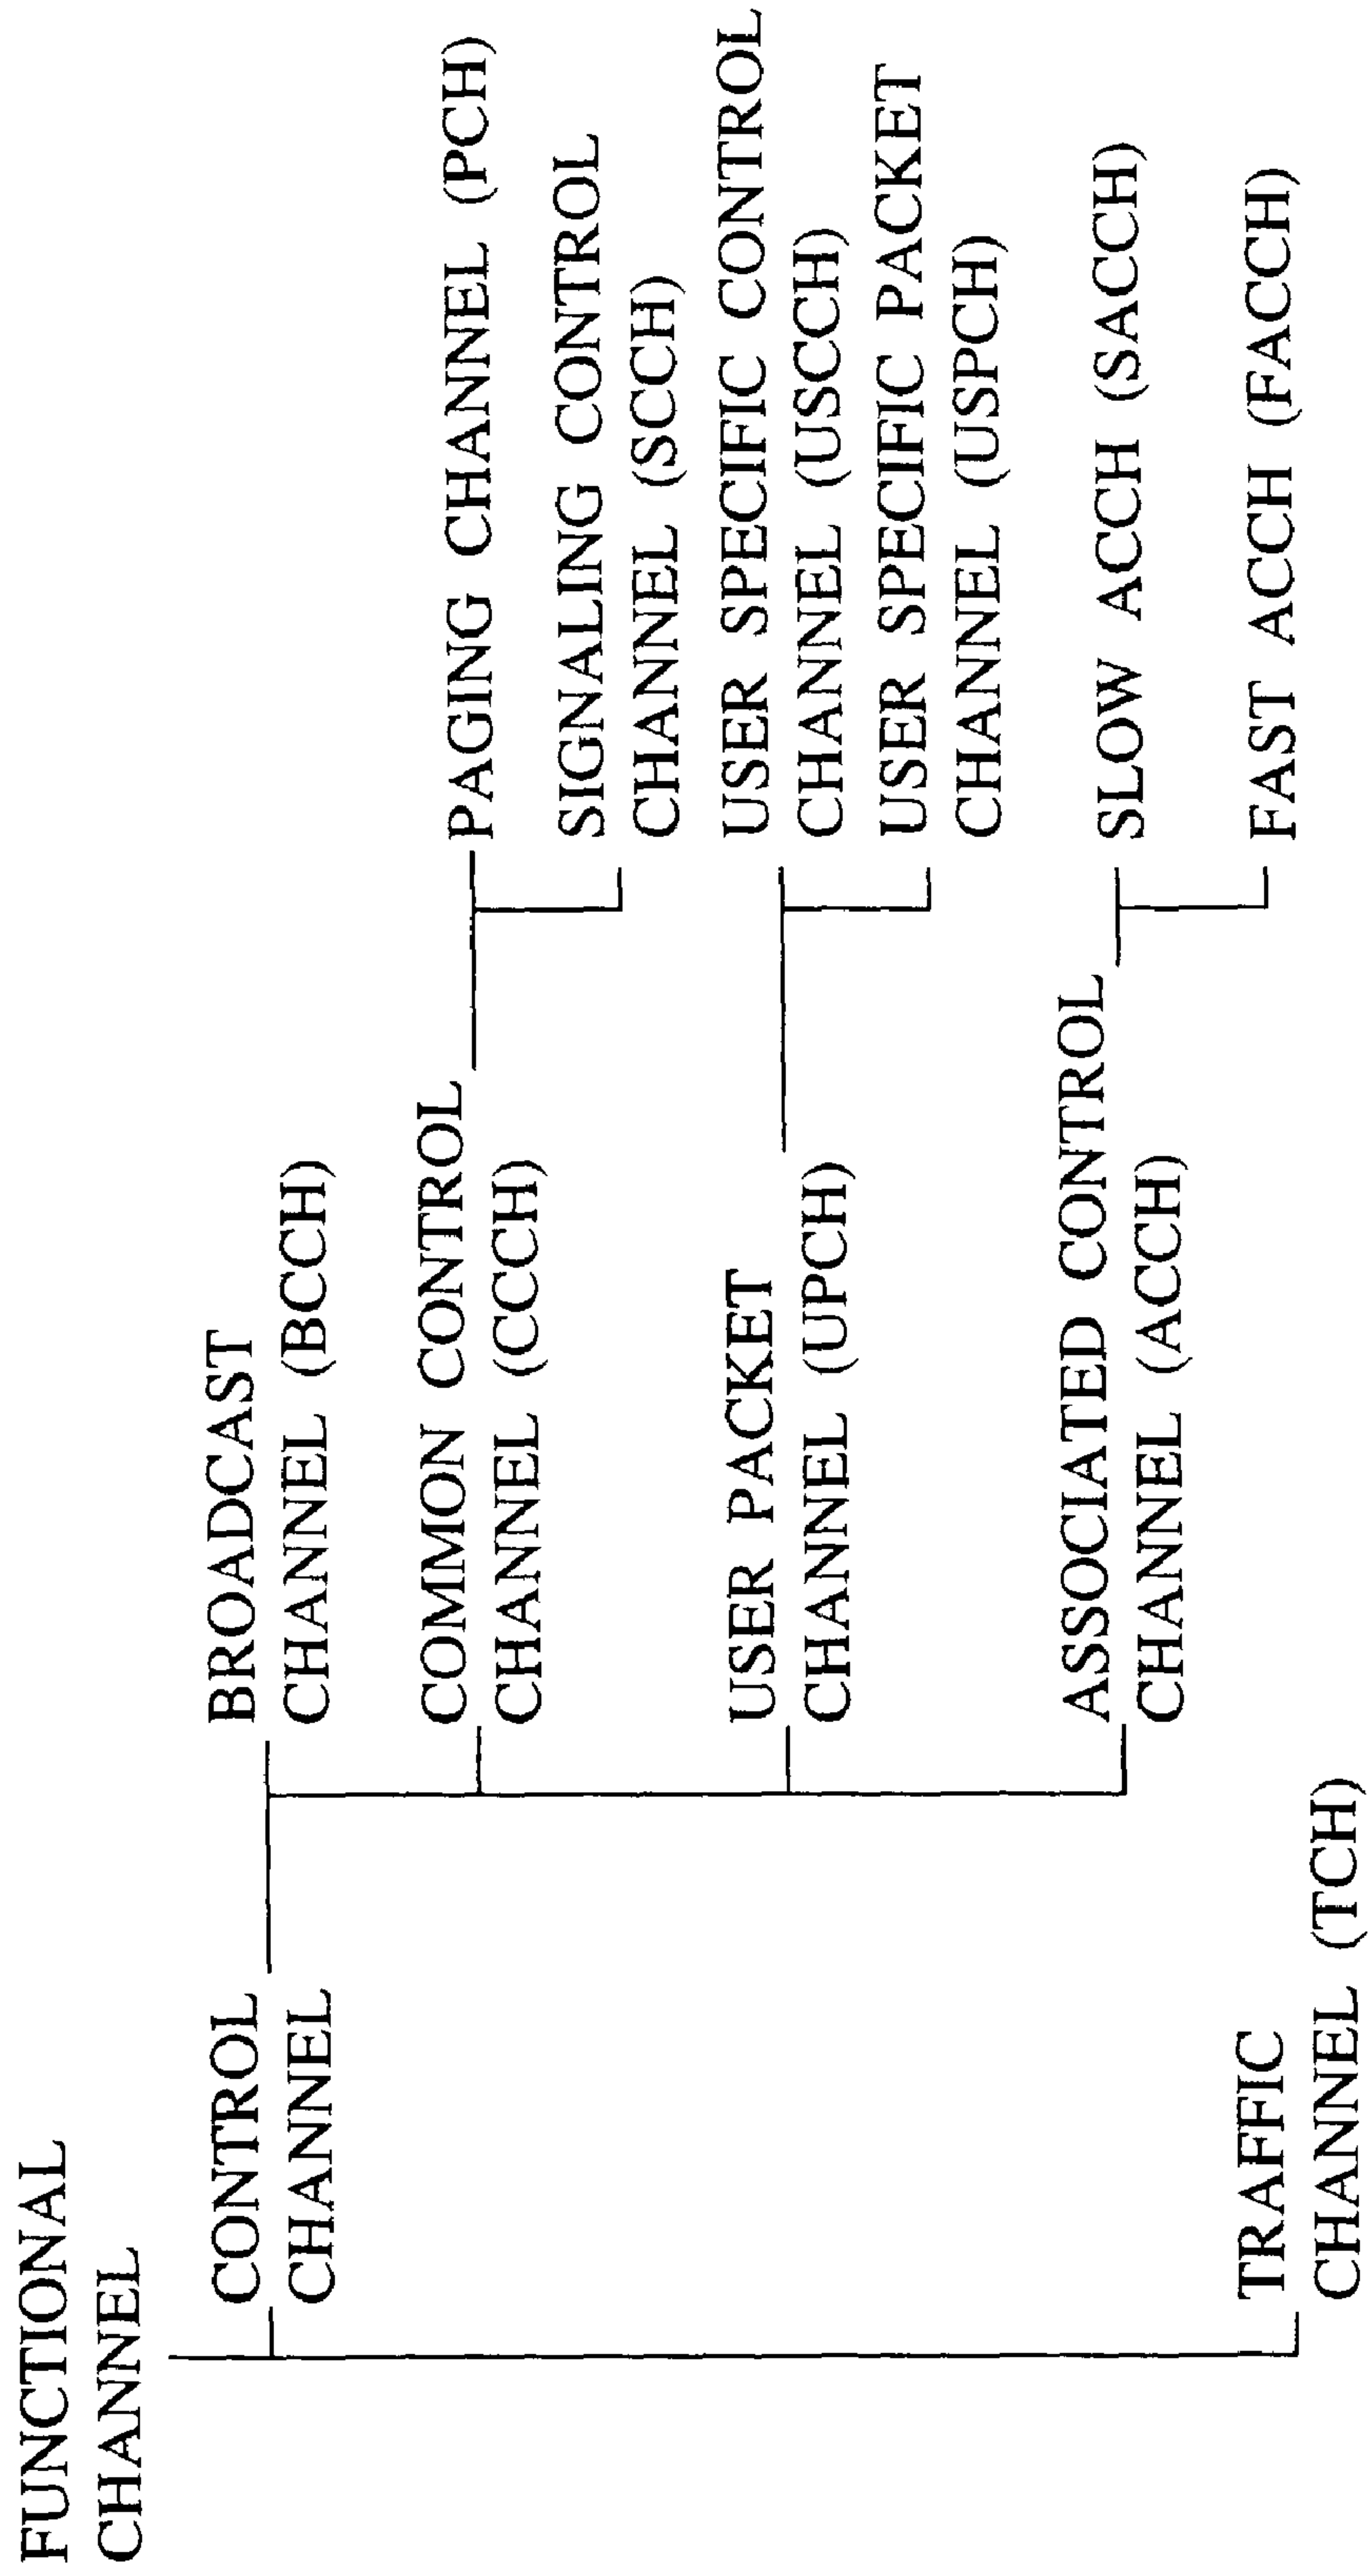 FUNCTIONAL
CHANNEL
CONTROL
CHANNEL
BROADCAST
CHANNEL (BCCH)
COMMON CONTROL
CHANNEL (CCCH)
PAGING CHANNEL (PCH)
SIGNALING CONTROL
CHANNEL (SCCH)
USER PACKET
CHANNEL (UPCH)
USER SPECIFIC CONTROL
CHANNEL (USCCH)
USER SPECIFIC PACKET
CHANNEL (USPCH)
ASSOCIATED CONTROL
CHANNEL (ACCH)
SLOW ACCH (SACCH)
FAST ACCH (FACCH)
TRAFFIC
CHANNEL (TCH)